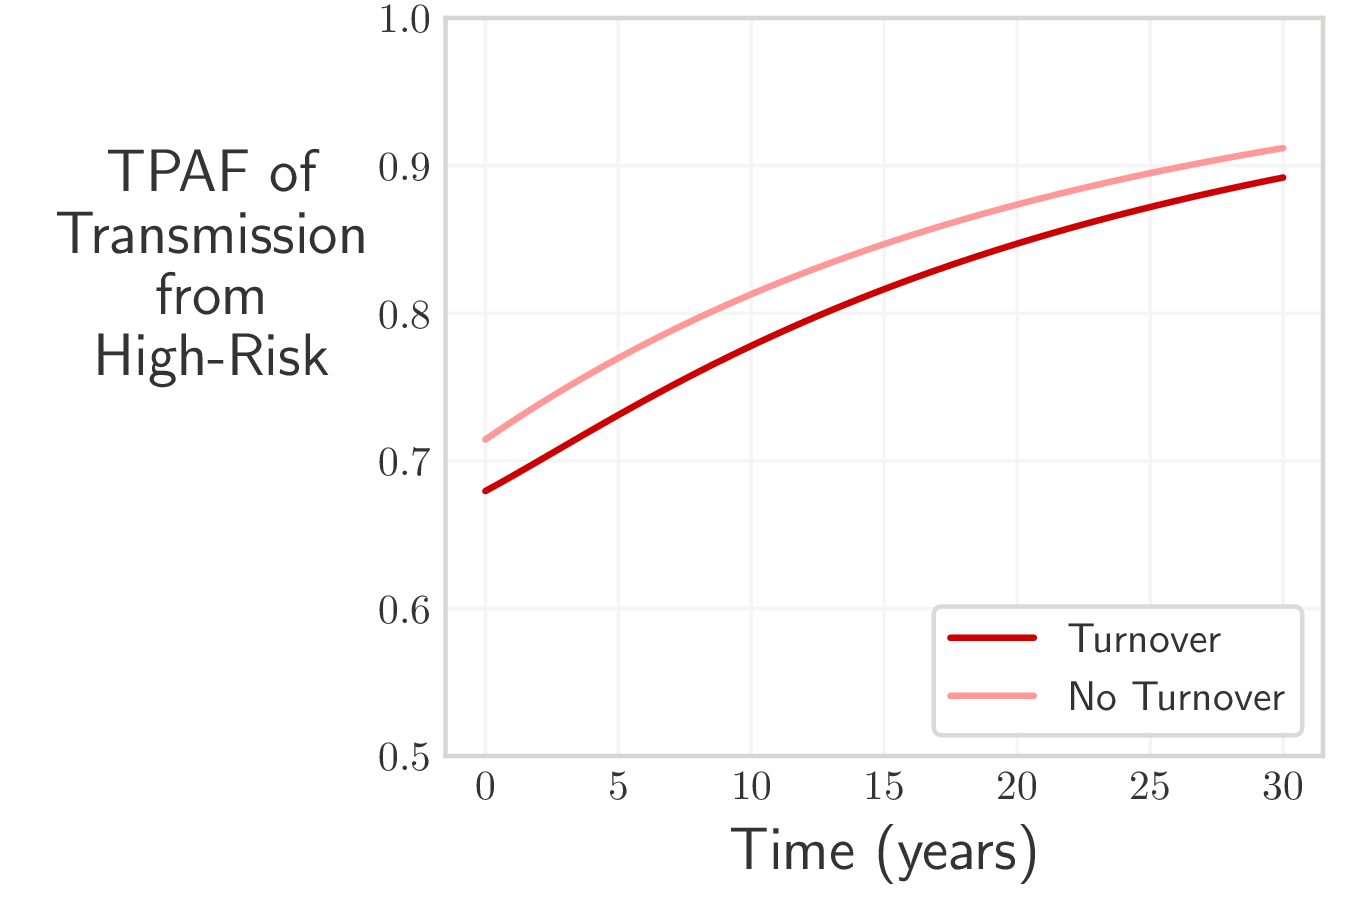 TPAF of
Transmission
from
High-Risk
1.0
0.9
0.8
0.7
0.6
0.5
0 5 10 15 20 25 30
Time (years)
Turnover
No Turnover